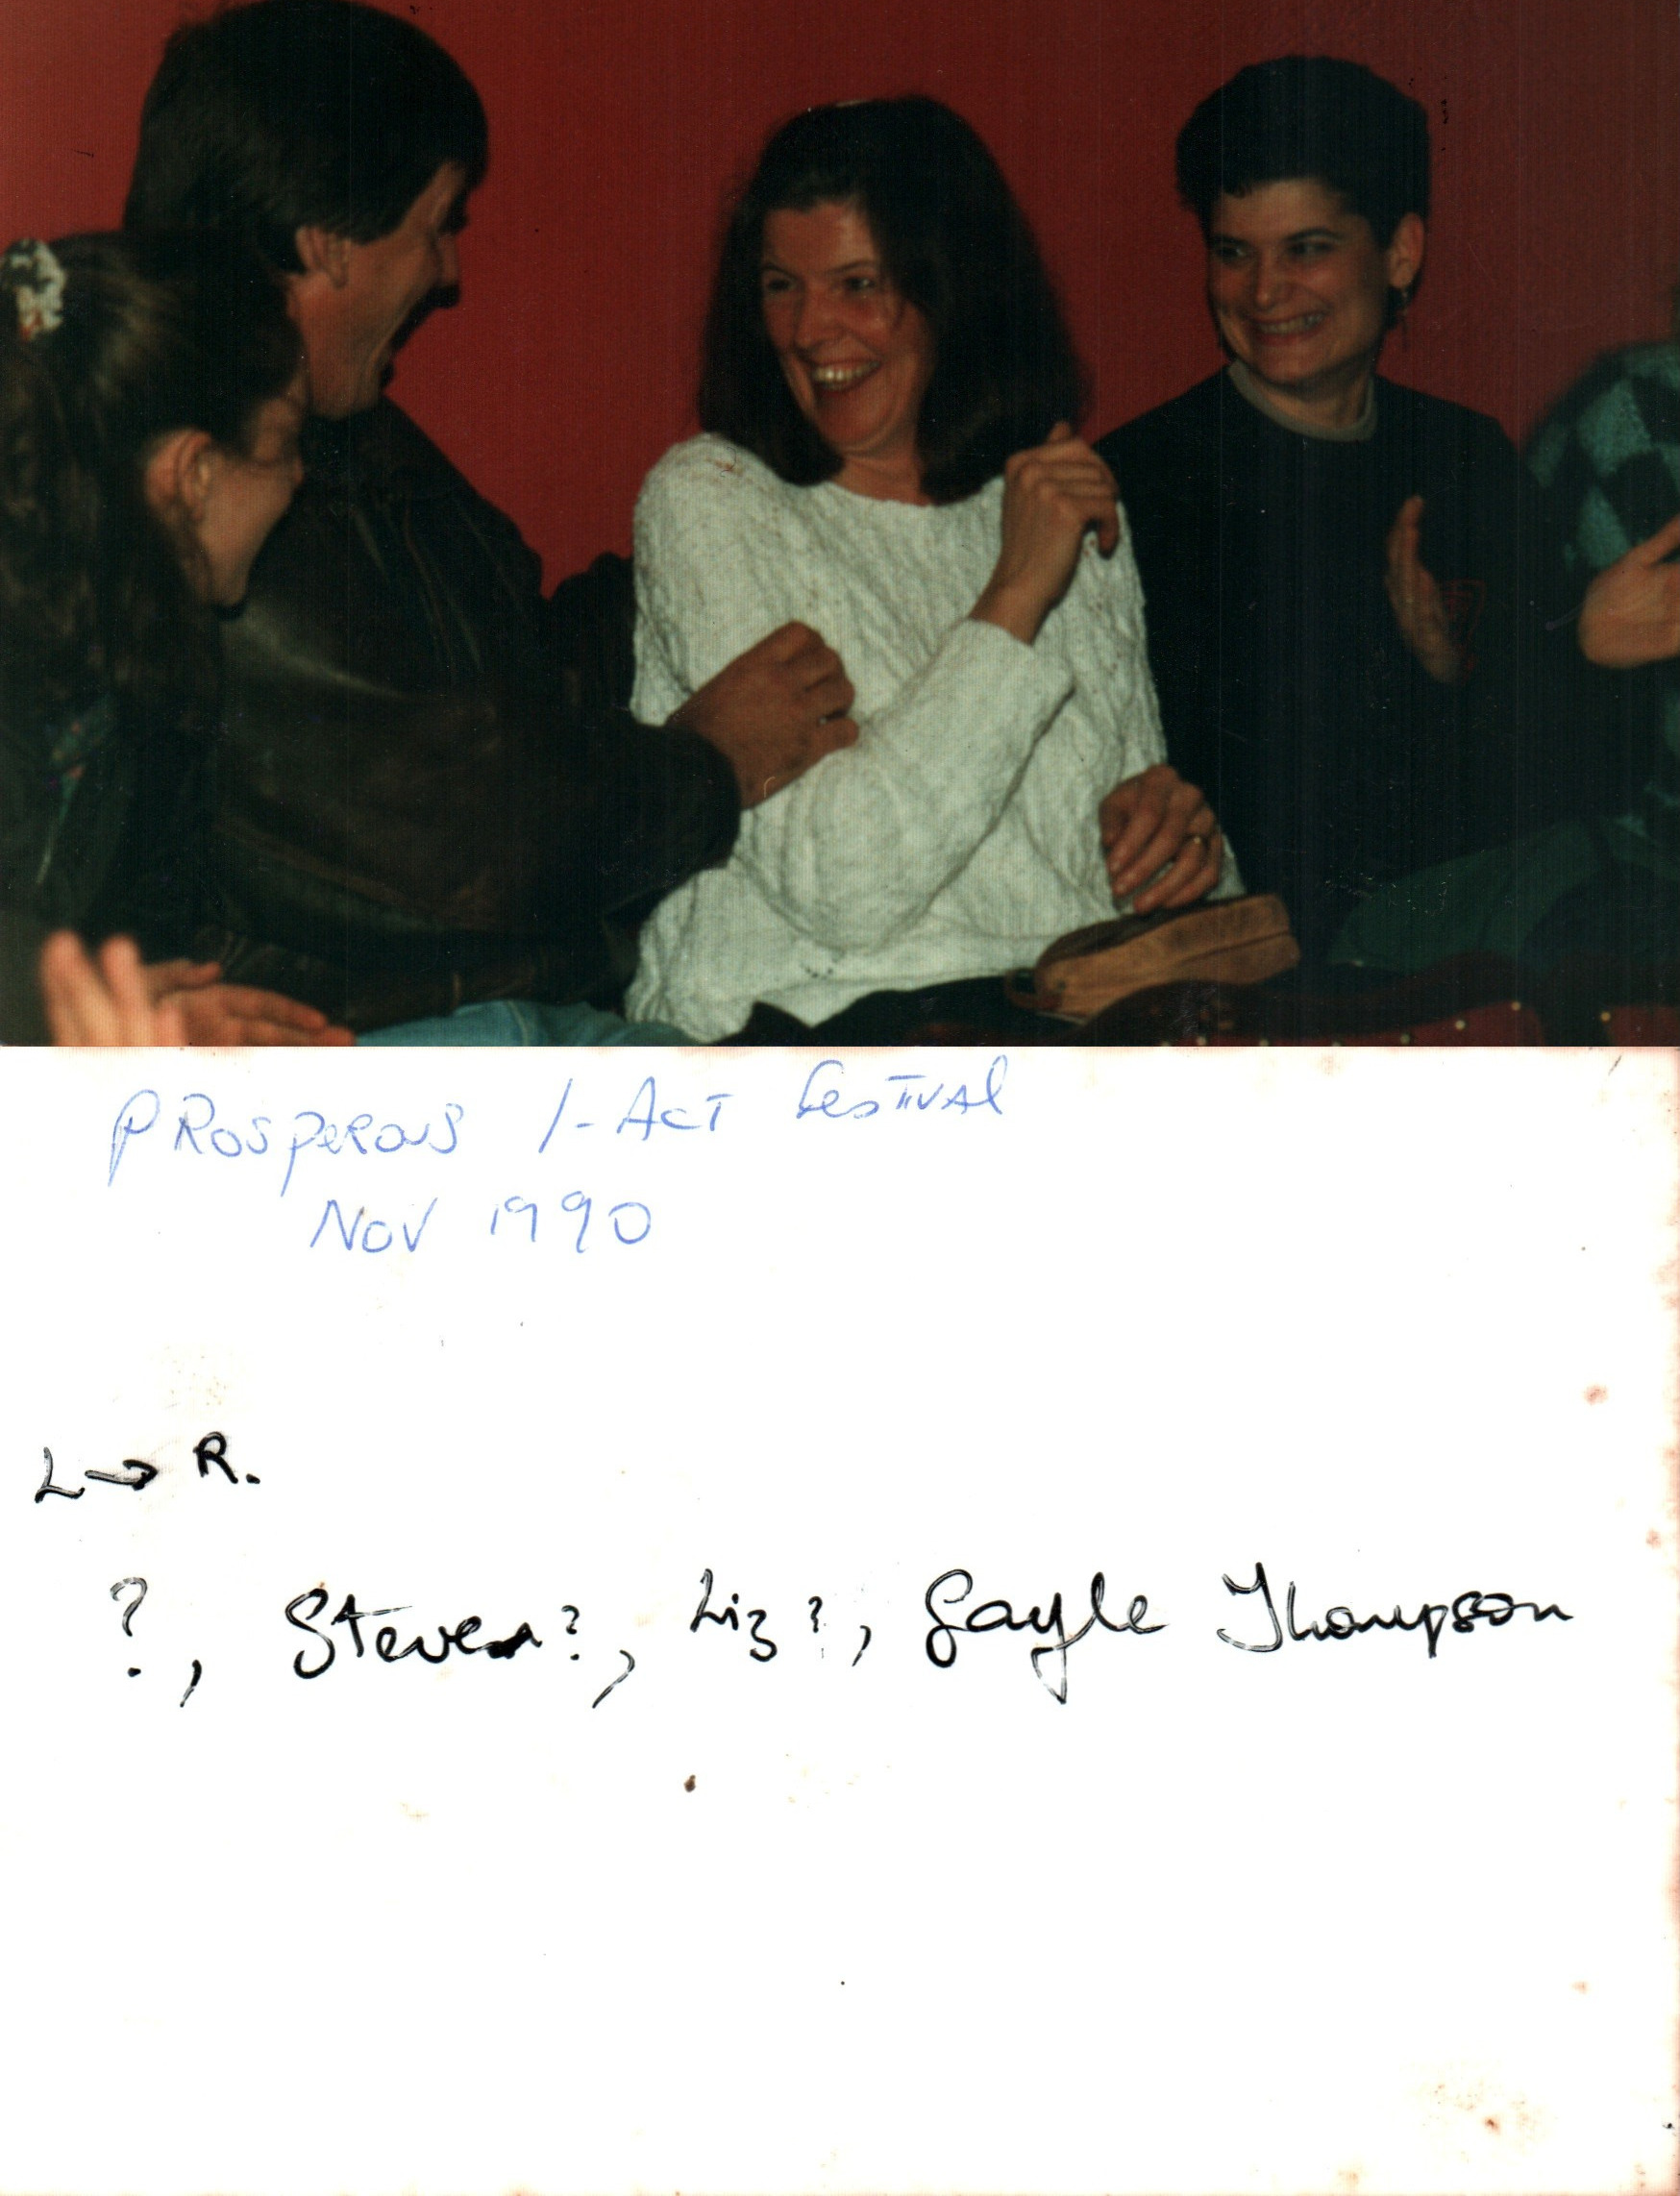 PROSPEROUS 1-ACT FESTIVAL
NOV 1990
L → R.
?, Steven?, Liz?, Gayle Thompson